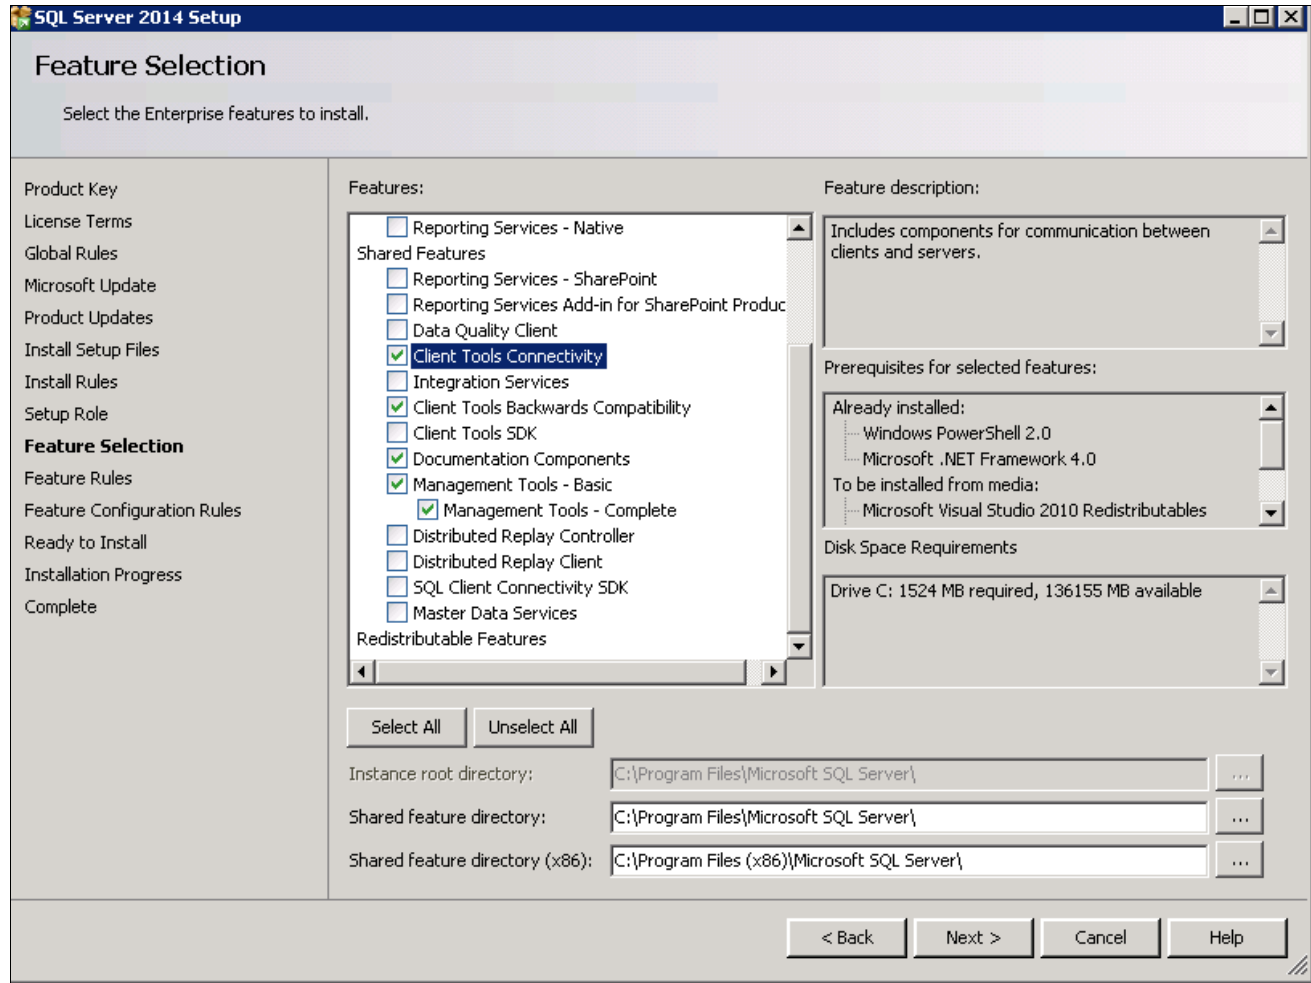 SQL Server 2014 Setup
Feature Selection
Select the Enterprise features to install.
Product Key
License Terms
Global Rules
Microsoft Update
Product Updates
Install Setup Files
Install Rules
Setup Role
Feature Selection
Feature Rules
Feature Configuration Rules
Ready to Install
Installation Progress
Complete
Features:
Reporting Services - Native
Shared Features
Reporting Services - SharePoint
Reporting Services Add-in for SharePoint Produc
Data Quality Client
Client Tools Connectivity
Integration Services
Client Tools Backwards Compatibility
Client Tools SDK
Documentation Components
Management Tools - Basic
Management Tools - Complete
Distributed Replay Controller
Distributed Replay Client
SQL Client Connectivity SDK
Master Data Services
Redistributable Features
Feature description:
Includes components for communication between
clients and servers.
Prerequisites for selected features:
Already installed:
Windows PowerShell 2.0
Microsoft .NET Framework 4.0
To be installed from media:
Microsoft Visual Studio 2010 Redistributables
Disk Space Requirements
Drive C: 1524 MB required, 136155 MB available
Select All
Unselect All
Instance root directory:
C:\Program Files\Microsoft SQL Server\
...
Shared feature directory:
C:\Program Files\Microsoft SQL Server\
...
Shared feature directory (x86):
C:\Program Files (x86)\Microsoft SQL Server\
...
< Back
Next >
Cancel
Help